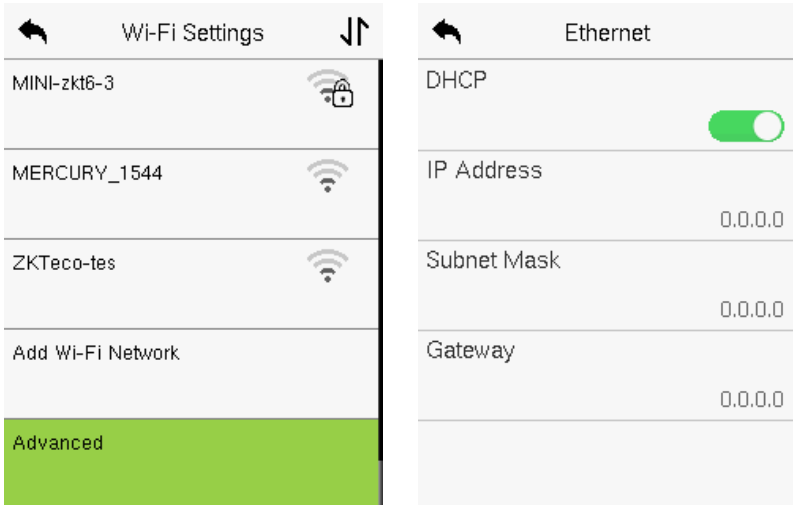 Wi-Fi Settings
MINI-zkt6-3
MERCURY_1544
ZKTeco-tes
Add Wi-Fi Network
Advanced
Ethernet
DHCP
IP Address
0.0.0.0
Subnet Mask
0.0.0.0
Gateway
0.0.0.0